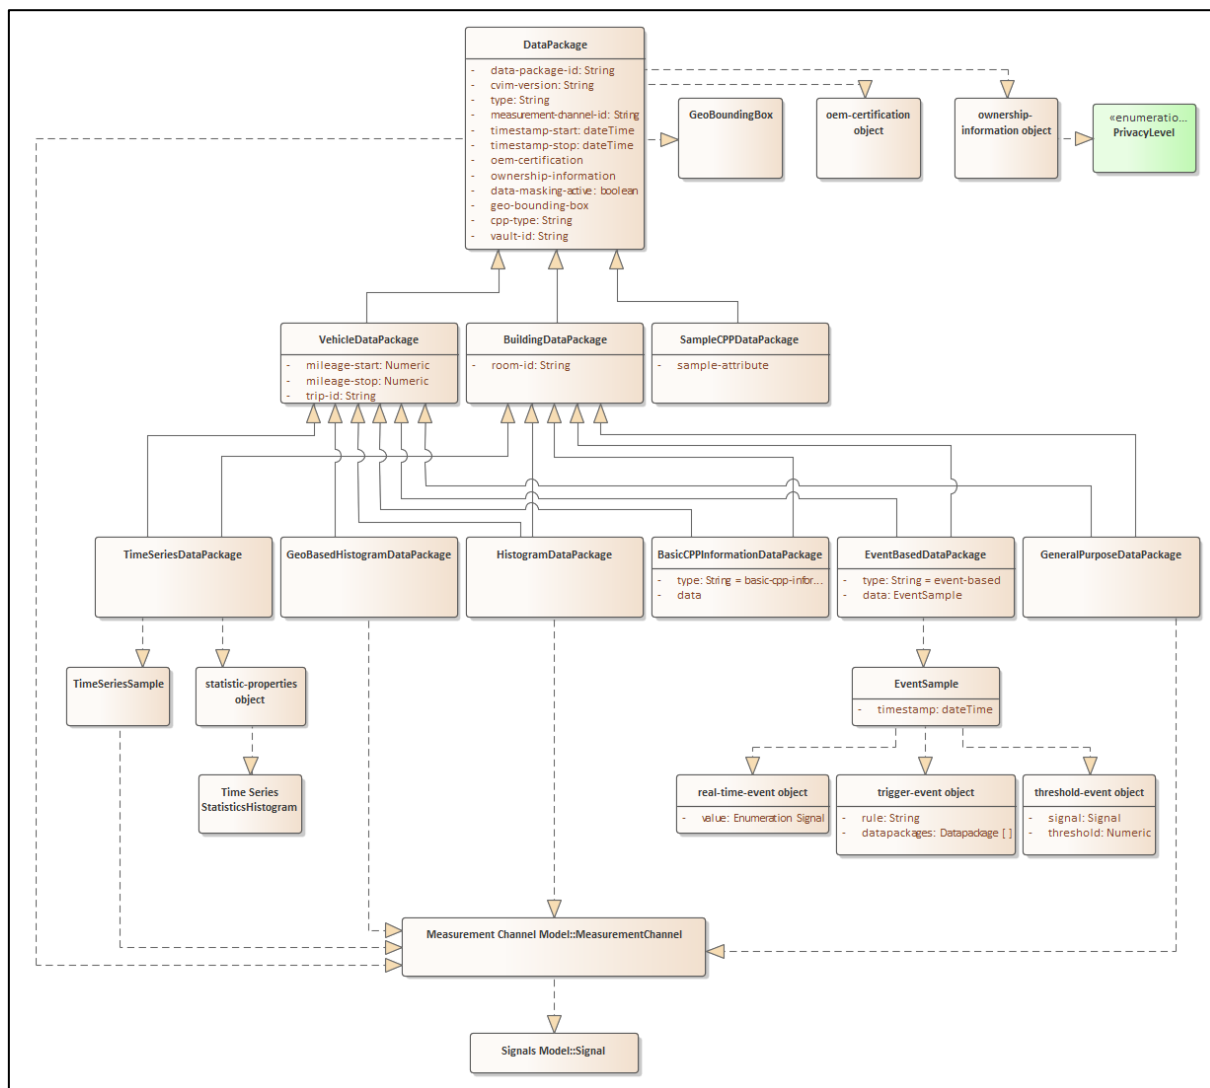 DataPackage
- data-package-id: String
- cvim-version: String
- type: String
- measurement-channel-id: String
- timestamp-start: dateTime
- timestamp-stop: dateTime
- oem-certification
- ownership-information
- data-masking-active: boolean
- geo-bounding-box
- cpp-type: String
- vault-id: String
GeoBoundingBox
oem-certification
object
ownership-
information object
«enumeratio...
PrivacyLevel
VehicleDataPackage
- mileage-start: Numeric
- mileage-stop: Numeric
- trip-id: String
BuildingDataPackage
- room-id: String
SampleCPPDataPackage
- sample-attribute
TimeSeriesDataPackage
GeoBasedHistogramDataPackage
HistogramDataPackage
BasicCPPInformationDataPackage
- type: String = basic-cpp-infor...
- data
EventBasedDataPackage
- type: String = event-based
- data: EventSample
GeneralPurposeDataPackage
TimeSeriesSample
statistic-properties
object
EventSample
- timestamp: dateTime
Time Series
StatisticsHistogram
real-time-event object
- value: Enumeration Signal
trigger-event object
- rule: String
- datapackages: Datapackage [ ]
threshold-event object
- signal: Signal
- threshold: Numeric
Measurement Channel Model::MeasurementChannel
Signals Model::Signal